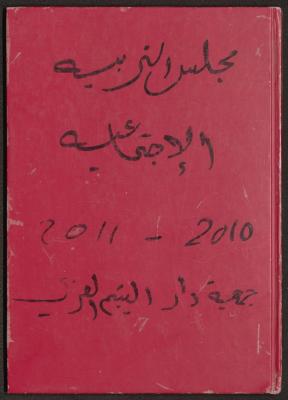 مجلس التربية
الإجتماعية
2010 - 2011
جمعية دار اليتيم العربي